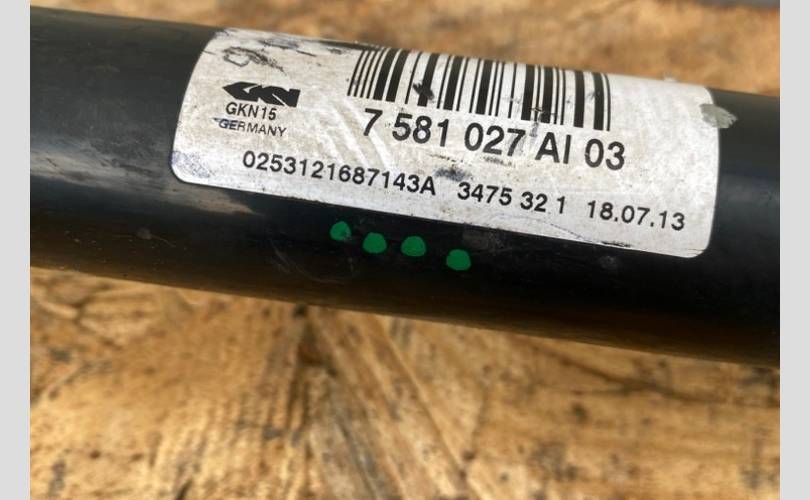 GKN
GKN15
GERMANY
7 581 027 AI 03
0253121687143A 3475 32 1 18.07.13